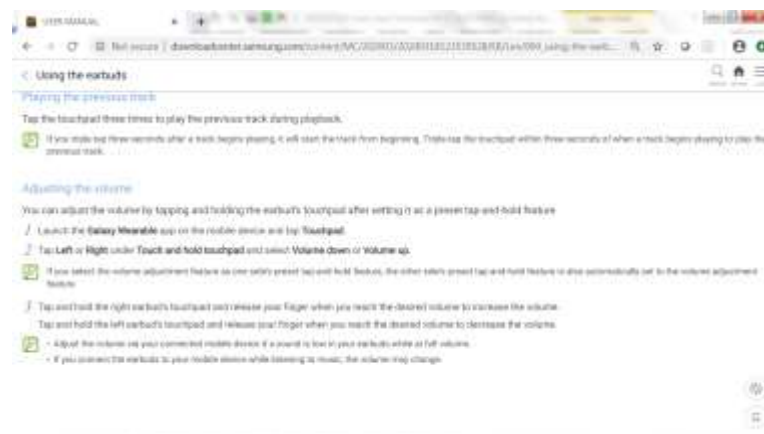 USER MANUAL
Not secure | downloadcenter.samsung.com/content/MC/
Using the earbuds
Playing the previous track
Tap the touchpad three times to play the previous track during playback.
If you triple-tap three seconds after a track begins playing, it will start the track from beginning. Triple-tap the touchpad within three seconds of when a track begins playing to play the
previous track.
Adjusting the volume
You can adjust the volume by tapping and holding the earbud's touchpad after setting it as a preset tap-and-hold feature
1 Launch the Galaxy Wearable app on the mobile device and tap Touchpad.
2 Tap Left or Right under Touch and hold touchpad and select Volume down or Volume up.
If you select the volume adjustment feature as one side's preset tap and hold feature, the other side's preset tap and hold feature is also automatically set to the volume adjustment
feature.
3 Tap and hold the right earbud's touchpad and release your finger when you reach the desired volume to increase the volume.
Tap and hold the left earbud's touchpad and release your finger when you reach the desired volume to decrease the volume.
• Adjust the volume via your connected mobile device if a sound is low in your earbuds while at full volume.
• If you connect the earbuds to your mobile device while listening to music, the volume may change.